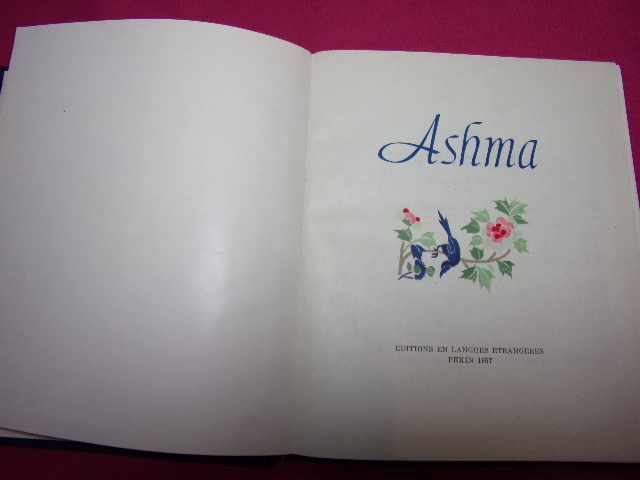 Ashma
EDITIONS EN LANGUES ETRANGERES
PEKIN 1957